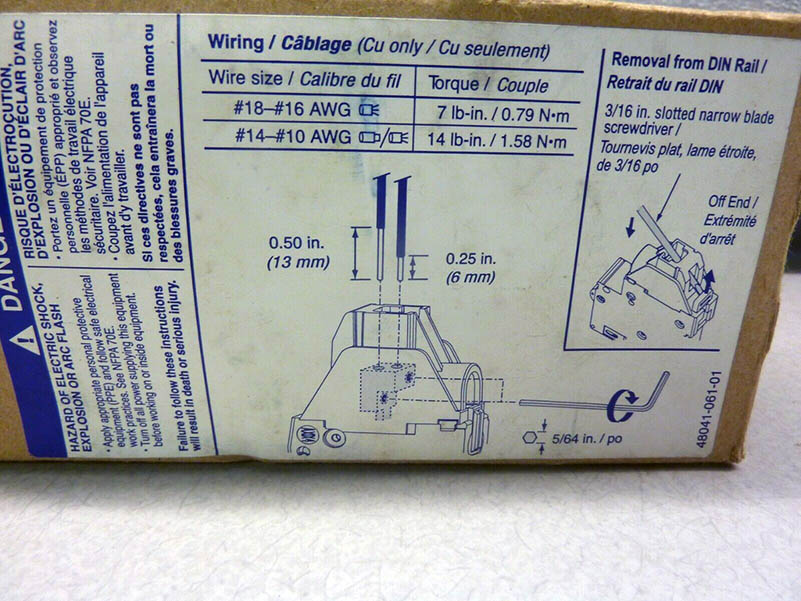 DANGE
RISQUE D'ÉLECTROCUTION,
D'EXPLOSION OU D'ÉCLAIR D'ARC
• Portez un équipement de protection
personnelle (ÉPP) approprié et observez
les méthodes de travail électrique
sécuritaire. Voir NFPA 70E.
• Coupez l'alimentation de l'appareil
avant d'y travailler.
Si ces directives ne sont pas
respectées, cela entraînera la mort ou
des blessures graves.
HAZARD OF ELECTRIC SHOCK,
EXPLOSION OR ARC FLASH
• Apply appropriate personal protective
equipment (PPE) and follow safe electrical
work practices. See NFPA 70E.
• Turn off all power supplying this equipment
before working on or inside equipment.
Failure to follow these instructions
will result in death or serious injury.
Wiring / Câblage (Cu only / Cu seulement)
Wire size / Calibre du fil Torque / Couple
#18–#16 AWG 7 lb-in. / 0.79 N•m
#14–#10 AWG / 14 lb-in. / 1.58 N•m
0.50 in.
(13 mm)
0.25 in.
(6 mm)
5/64 in. / po
Removal from DIN Rail /
Retrait du rail DIN
3/16 in. slotted narrow blade
screwdriver /
Tournevis plat, lame étroite,
de 3/16 po
Off End /
Extrémité
d'arrêt
48041-061-01